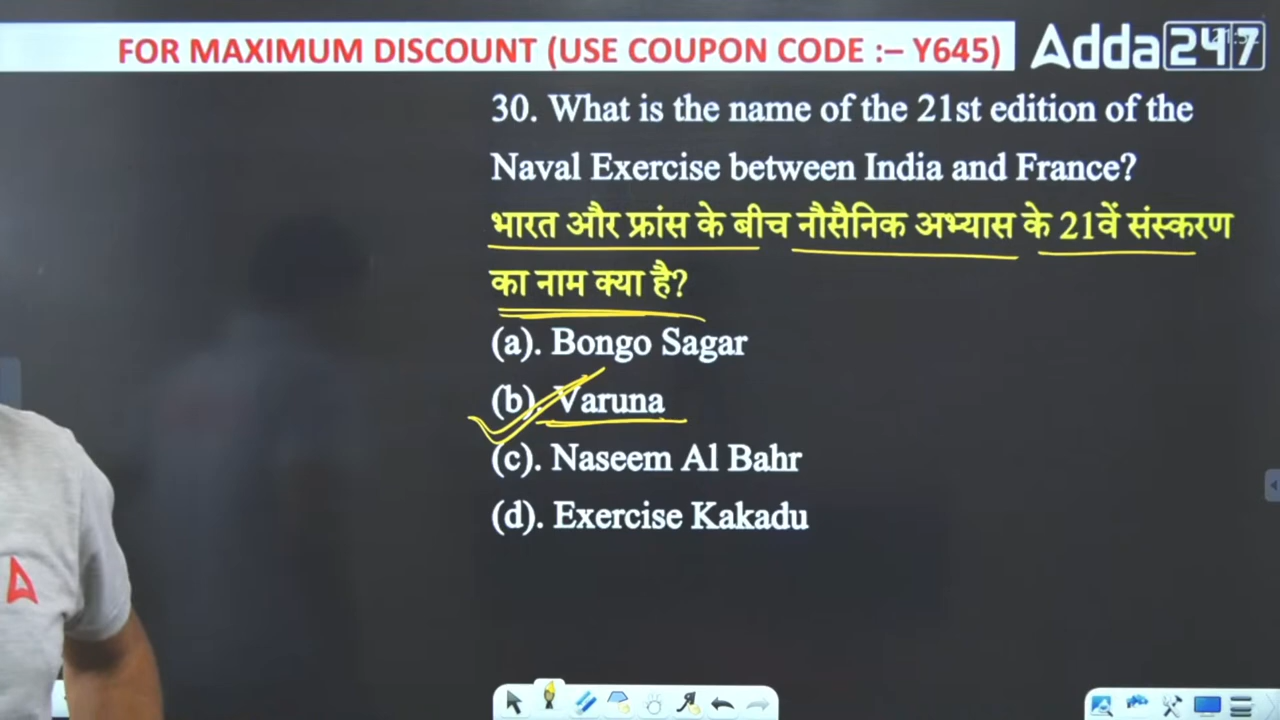 FOR MAXIMUM DISCOUNT (USE COUPON CODE :– Y645)
Adda247
30. What is the name of the 21st edition of the
Naval Exercise between India and France?
भारत और फ्रांस के बीच नौसैनिक अभ्यास के 21वें संस्करण
का नाम क्या है?
(a). Bongo Sagar
(b). Varuna
(c). Naseem Al Bahr
(d). Exercise Kakadu